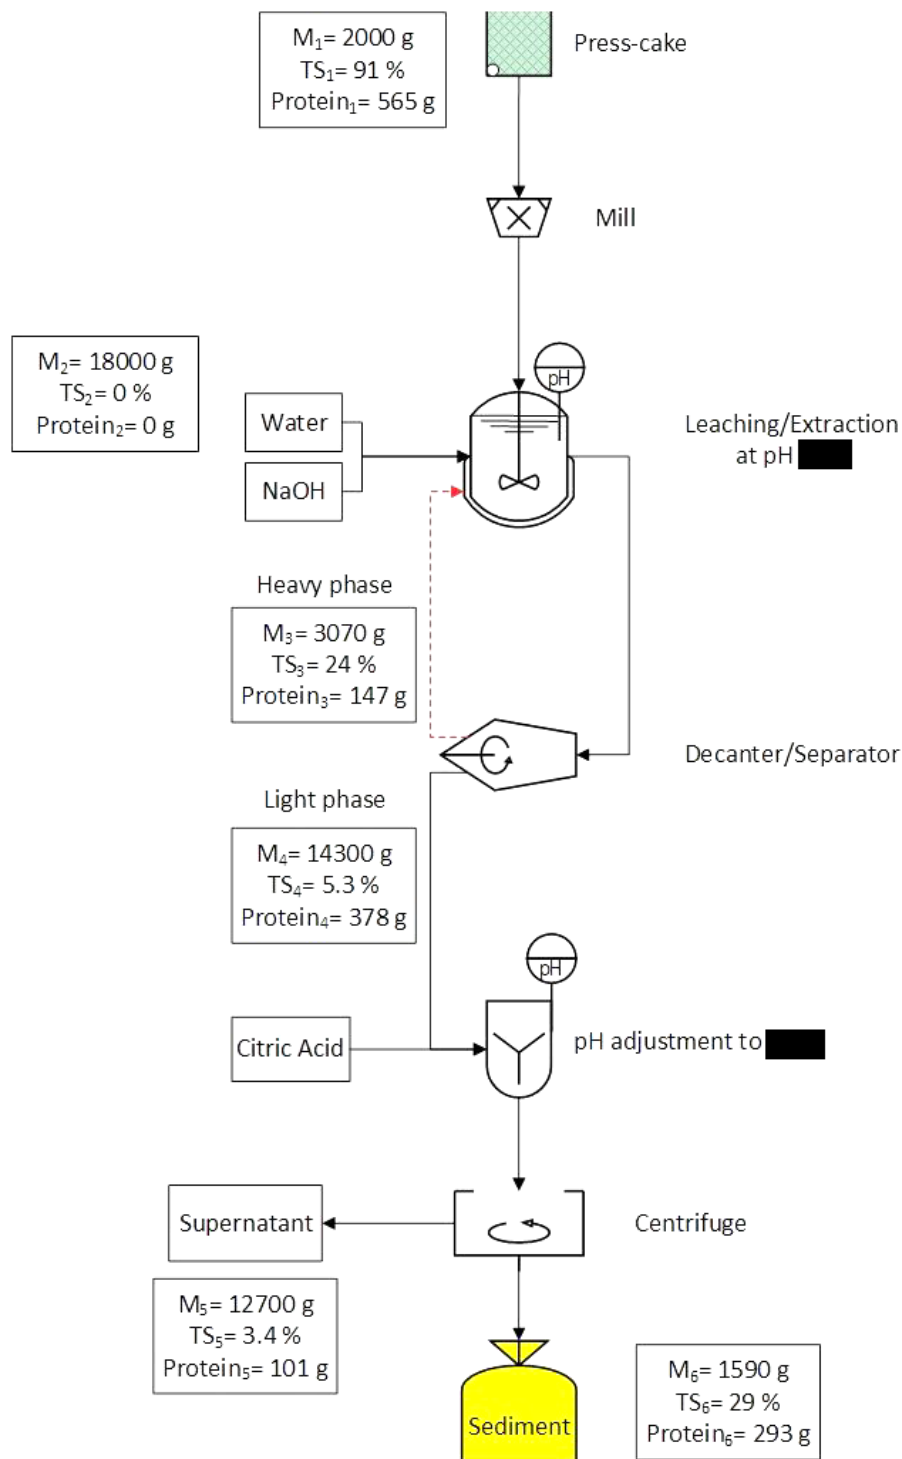 M₁= 2000 g
TS₁= 91 %
Protein₁= 565 g
Press-cake
Mill
M₂= 18000 g
TS₂= 0 %
Protein₂= 0 g
pH
Water
NaOH
Leaching/Extraction
at pH
Heavy phase
M₃= 3070 g
TS₃= 24 %
Protein₃= 147 g
Decanter/Separator
Light phase
M₄= 14300 g
TS₄= 5.3 %
Protein₄= 378 g
pH
Citric Acid
pH adjustment to
Supernatant
Centrifuge
M₅= 12700 g
TS₅= 3.4 %
Protein₅= 101 g
Sediment
M₆= 1590 g
TS₆= 29 %
Protein₆= 293 g